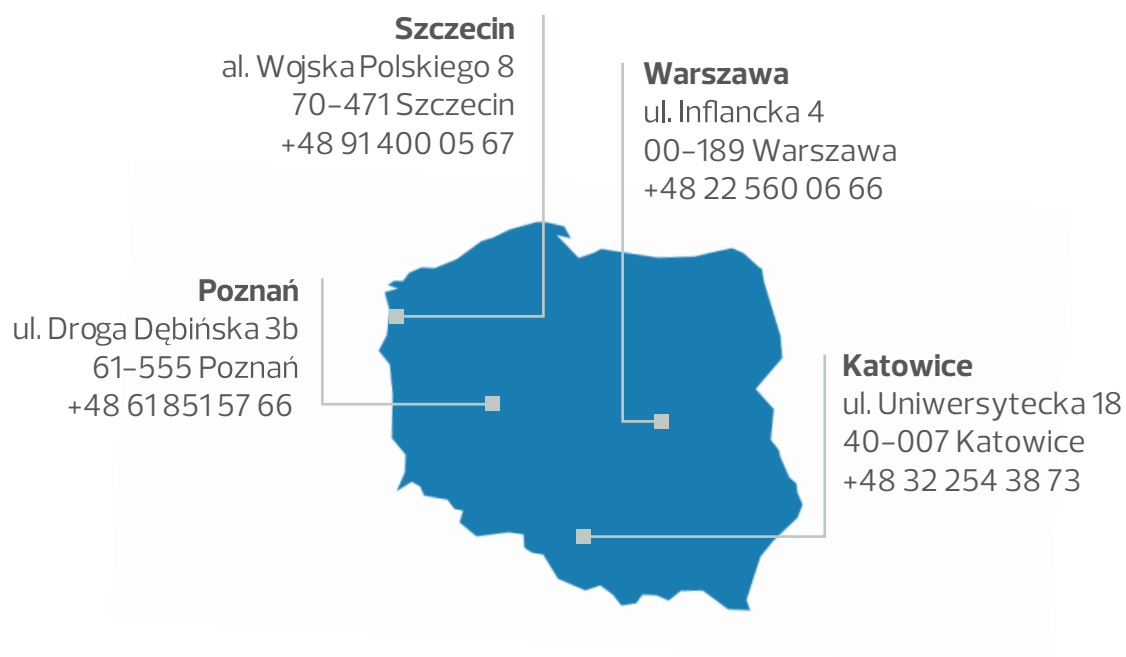 Szczecin
al. Wojska Polskiego 8
70-471 Szczecin
+48 91 400 05 67
Warszawa
ul. Inflancka 4
00-189 Warszawa
+48 22 560 06 66
Poznań
ul. Droga Dębińska 3b
61-555 Poznań
+48 61 851 57 66
Katowice
ul. Uniwersytecka 18
40-007 Katowice
+48 32 254 38 73